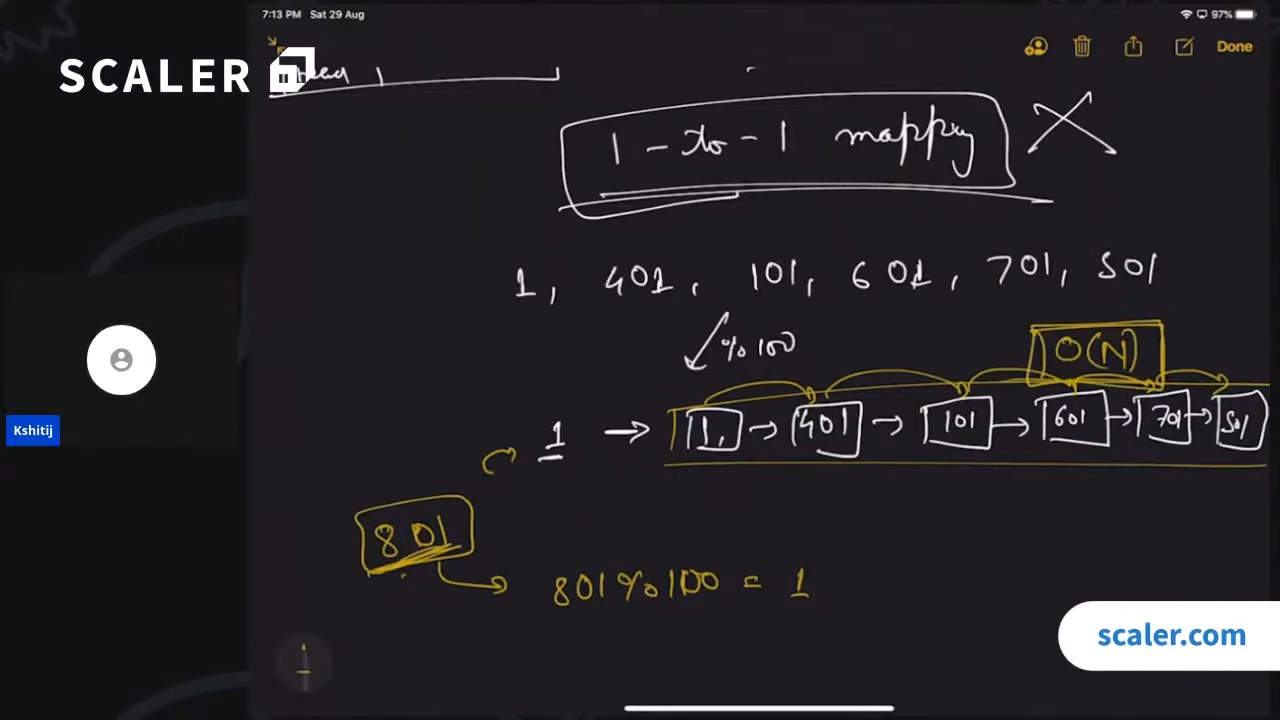 7:13 PM Sat 29 Aug
97%
SCALER
Done
1 - to - 1 mapping
1, 401, 101, 601, 701, 501
% 100
O(N)
1 → 1, → 401 → 101 → 601 → 701 → 501
Kshitij
801
801 % 100 = 1
scaler.com